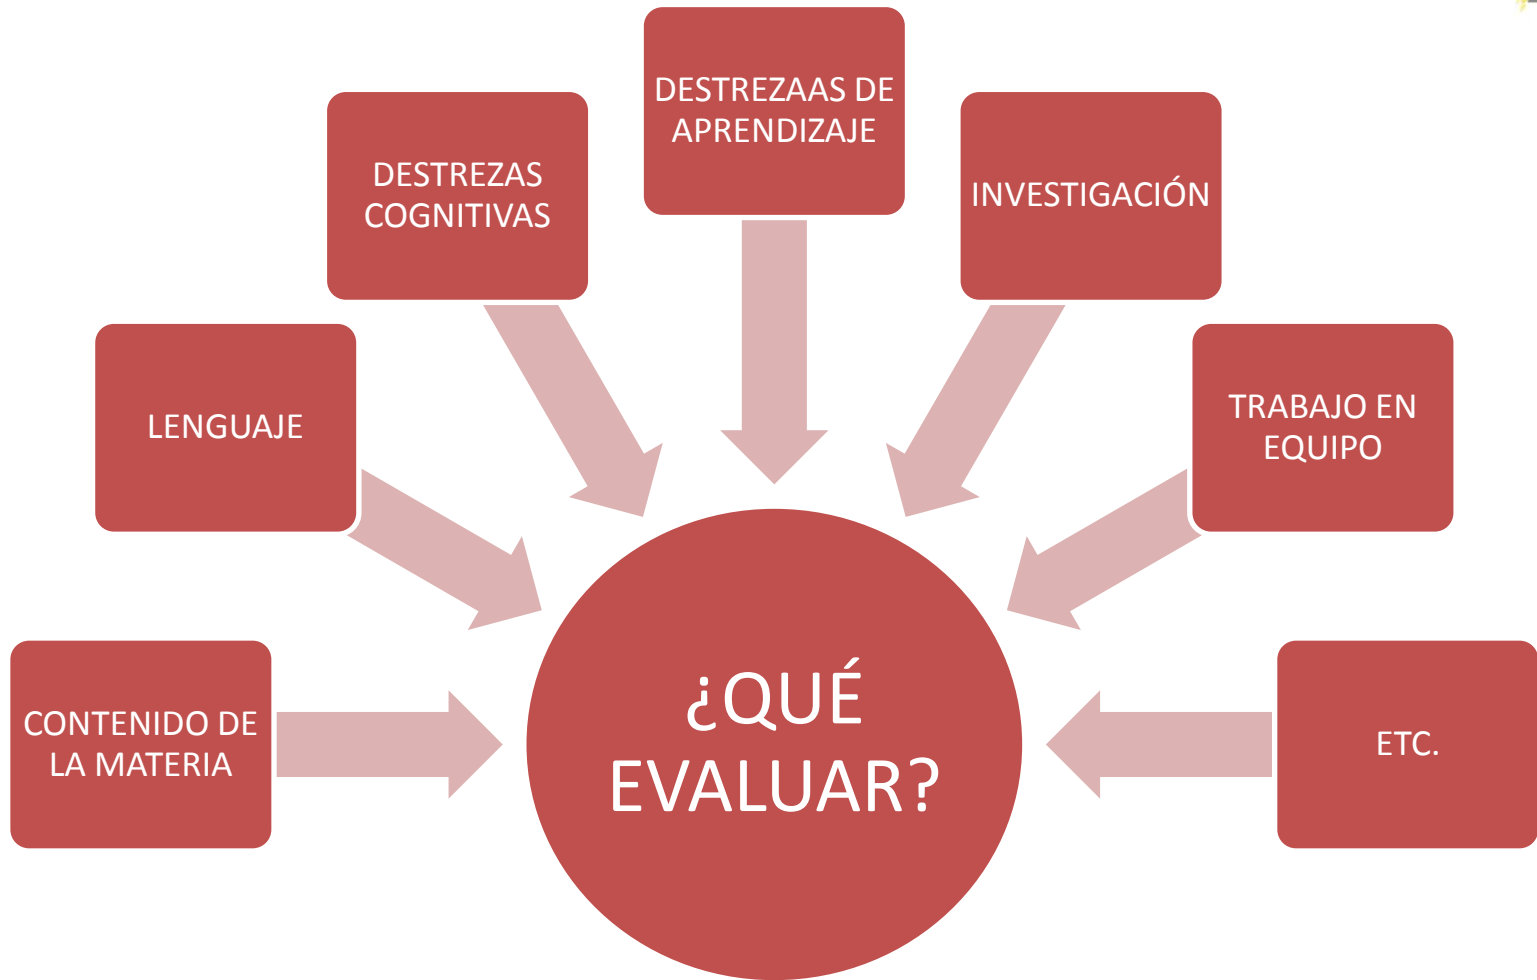 CONTENIDO DE
LA MATERIA
LENGUAJE
DESTREZAS
COGNITIVAS
DESTREZAAS DE
APRENDIZAJE
INVESTIGACIÓN
TRABAJO EN
EQUIPO
ETC.
¿QUÉ
EVALUAR?